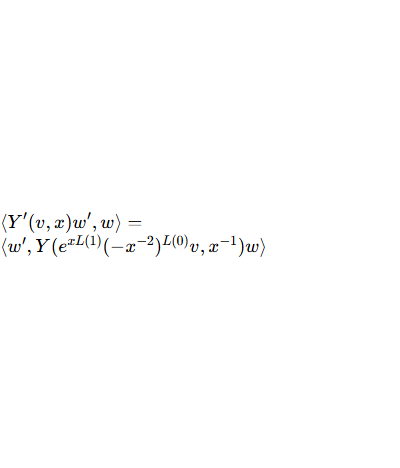 ⟨Y′(v, x)w′, w⟩ =
⟨w′, Y(e^{xL(1)}(−x^{−2})^{L(0)}v, x^{−1})w⟩